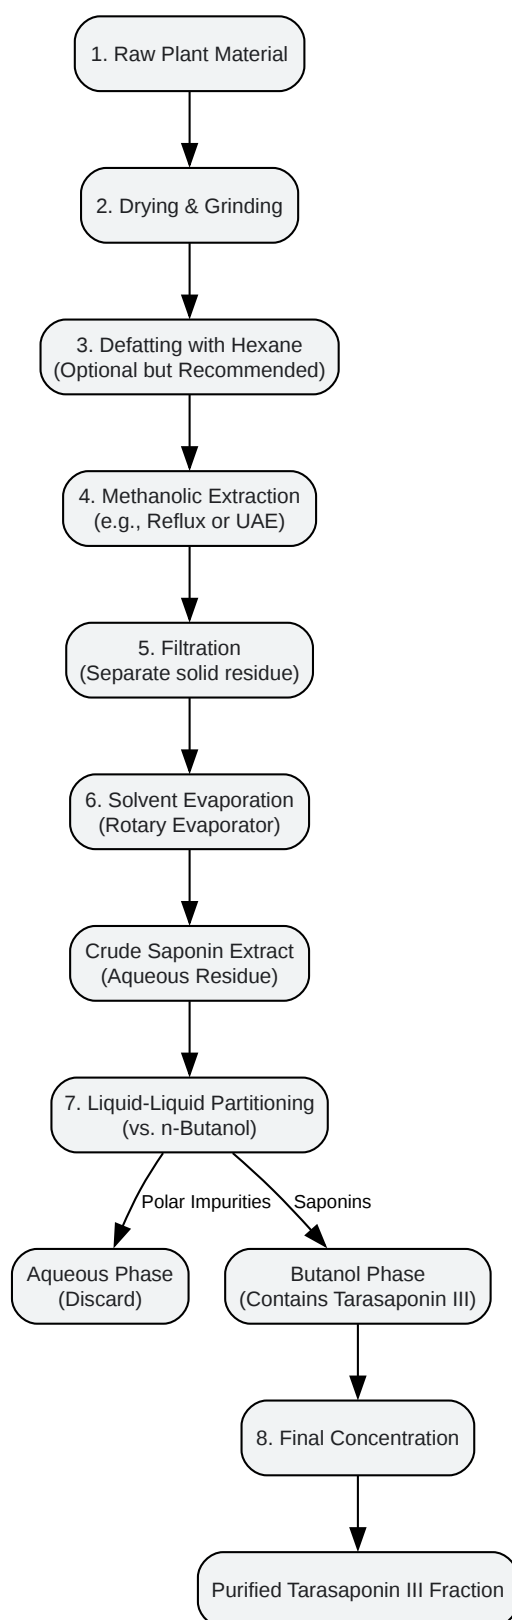 1. Raw Plant Material
2. Drying & Grinding
3. Defatting with Hexane
(Optional but Recommended)
4. Methanolic Extraction
(e.g., Reflux or UAE)
5. Filtration
(Separate solid residue)
6. Solvent Evaporation
(Rotary Evaporator)
Crude Saponin Extract
(Aqueous Residue)
7. Liquid-Liquid Partitioning
(vs. n-Butanol)
Polar Impurities
Saponins
Aqueous Phase
(Discard)
Butanol Phase
(Contains Tarasaponin III)
8. Final Concentration
Purified Tarasaponin III Fraction